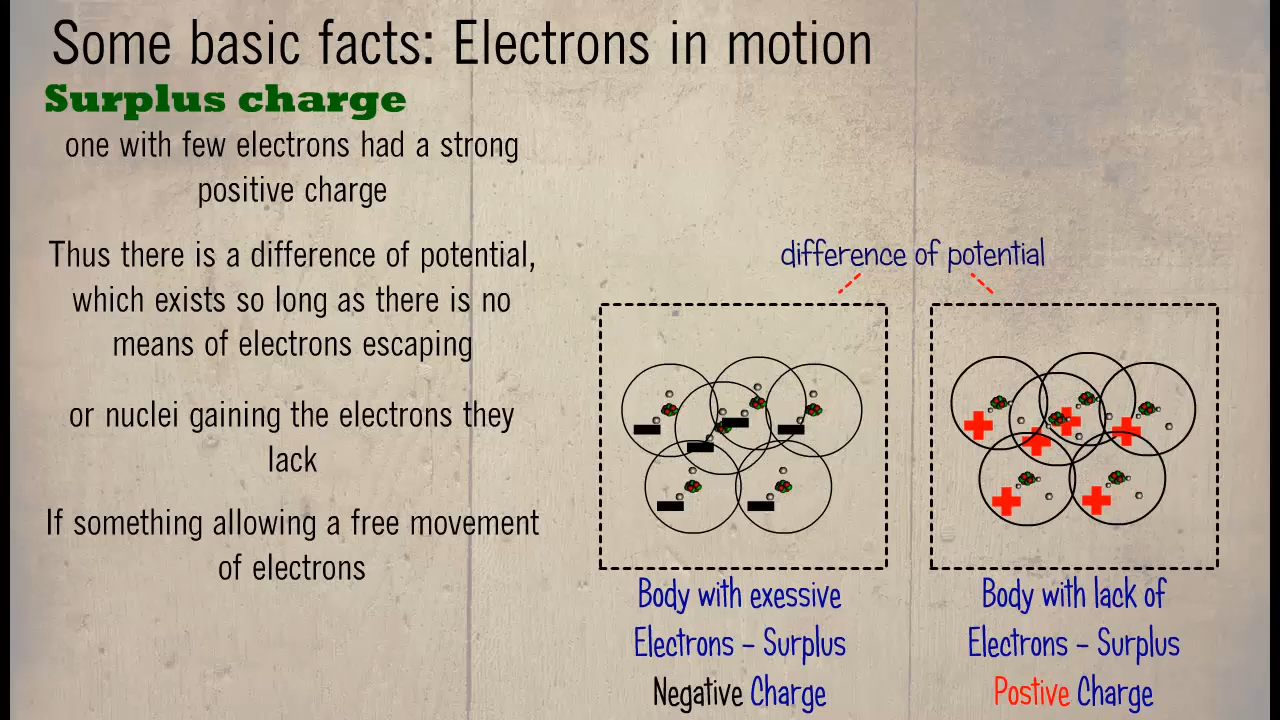 Some basic facts: Electrons in motion
Surplus charge
one with few electrons had a strong
positive charge
Thus there is a difference of potential,
which exists so long as there is no
means of electrons escaping
or nuclei gaining the electrons they
lack
If something allowing a free movement
of electrons
difference of potential
Body with exessive
Electrons – Surplus
Negative Charge
Body with lack of
Electrons – Surplus
Postive Charge